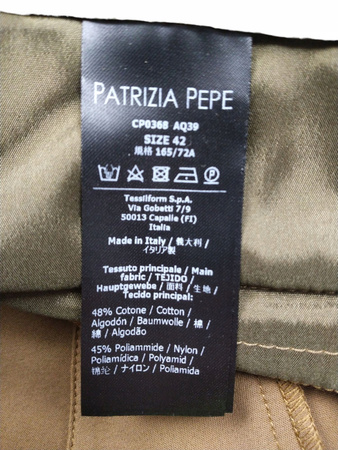 PATRIZIA PEPE
CP0368 AQ39
SIZE 42
規格 165/72A
Tessilform S.p.A.
Via Gobetti 7/9
50013 Capalle (FI)
Italia
Made in Italy / 義大利 /
イタリア製
Tessuto principale / Main
fabric / TEJIDO /
Hauptgewebe / 面料 / 生地 /
Tecido principal:
48% Cotone / Cotton /
Algodón / Baumwolle / 棉 /
綿 / Algodão
45% Poliammide / Nylon /
Poliamídica / Polyamid /
锦纶 / ナイロン / Poliamida